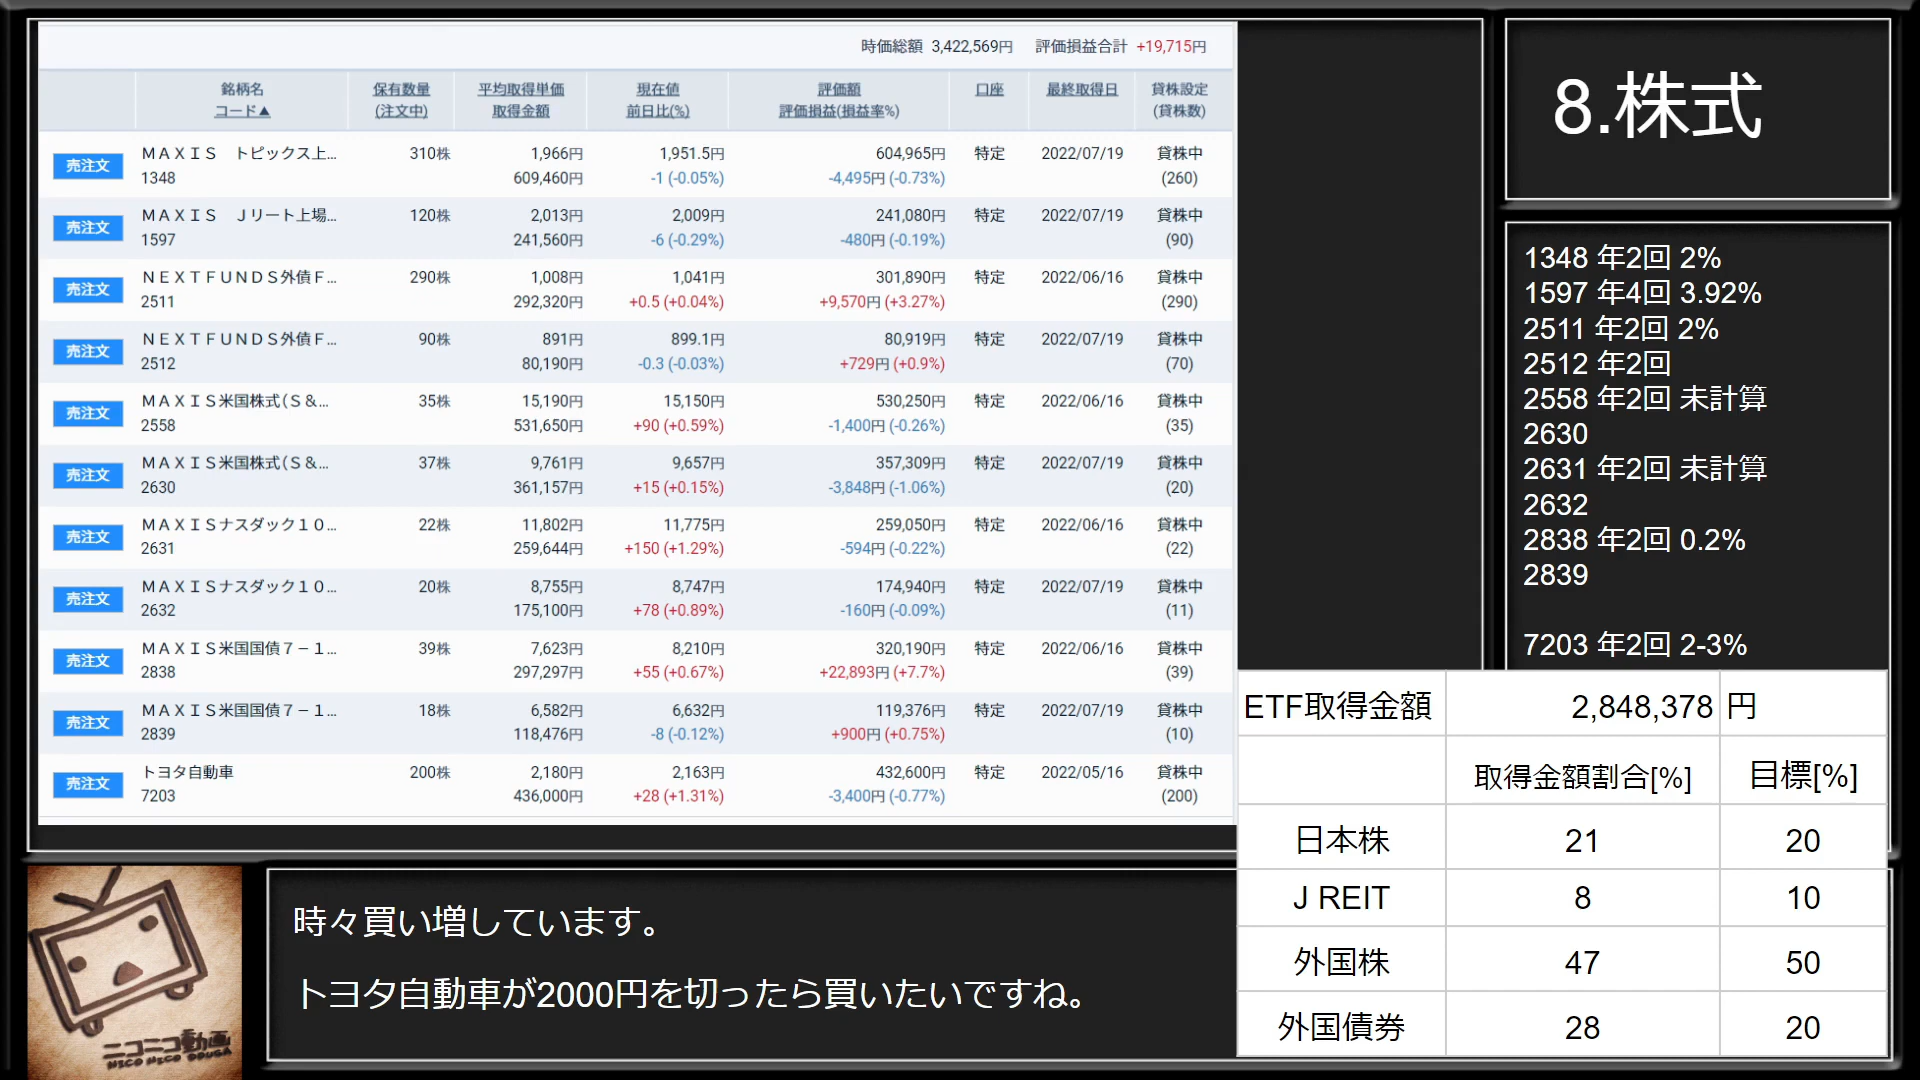 時価総額 3,422,569円 評価損益合計 +19,715円
銘柄名 保有数量 平均取得単価 現在値 評価額 口座 最終取得日 貸株設定
コード▲ (注文中) 取得金額 前日比(%) 評価損益(損益率%) (貸株数)
売注文 ＭＡＸＩＳ　トピックス上... 310株 1,966円 1,951.5円 604,965円 特定 2022/07/19 貸株中
1348 609,460円 -1 (-0.05%) -4,495円 (-0.73%) (260)
売注文 ＭＡＸＩＳ　Ｊリート上場... 120株 2,013円 2,009円 241,080円 特定 2022/07/19 貸株中
1597 241,560円 -6 (-0.29%) -480円 (-0.19%) (90)
売注文 ＮＥＸＴＦＵＮＤＳ外債Ｆ... 290株 1,008円 1,041円 301,890円 特定 2022/06/16 貸株中
2511 292,320円 +0.5 (+0.04%) +9,570円 (+3.27%) (290)
売注文 ＮＥＸＴＦＵＮＤＳ外債Ｆ... 90株 891円 899.1円 80,919円 特定 2022/07/19 貸株中
2512 80,190円 -0.3 (-0.03%) +729円 (+0.9%) (70)
売注文 ＭＡＸＩＳ米国株式(Ｓ＆... 35株 15,190円 15,150円 530,250円 特定 2022/06/16 貸株中
2558 531,650円 +90 (+0.59%) -1,400円 (-0.26%) (35)
売注文 ＭＡＸＩＳ米国株式(Ｓ＆... 37株 9,761円 9,657円 357,309円 特定 2022/07/19 貸株中
2630 361,157円 +15 (+0.15%) -3,848円 (-1.06%) (20)
売注文 ＭＡＸＩＳナスダック１０... 22株 11,802円 11,775円 259,050円 特定 2022/06/16 貸株中
2631 259,644円 +150 (+1.29%) -594円 (-0.22%) (22)
売注文 ＭＡＸＩＳナスダック１０... 20株 8,755円 8,747円 174,940円 特定 2022/07/19 貸株中
2632 175,100円 +78 (+0.89%) -160円 (-0.09%) (11)
売注文 ＭＡＸＩＳ米国国債７－１... 39株 7,623円 8,210円 320,190円 特定 2022/06/16 貸株中
2838 297,297円 +55 (+0.67%) +22,893円 (+7.7%) (39)
売注文 ＭＡＸＩＳ米国国債７－１... 18株 6,582円 6,632円 119,376円 特定 2022/07/19 貸株中
2839 118,476円 -8 (-0.12%) +900円 (+0.75%) (10)
売注文 トヨタ自動車 200株 2,180円 2,163円 432,600円 特定 2022/05/16 貸株中
7203 436,000円 +28 (+1.31%) -3,400円 (-0.77%) (200)
8.株式
1348 年2回 2%
1597 年4回 3.92%
2511 年2回 2%
2512 年2回
2558 年2回 未計算
2630
2631 年2回 未計算
2632
2838 年2回 0.2%
2839
7203 年2回 2-3%
ETF取得金額 2,848,378 円
取得金額割合[%] 目標[%]
日本株 21 20
J REIT 8 10
外国株 47 50
外国債券 28 20
時々買い増しています。
トヨタ自動車が2000円を切ったら買いたいですね。
ニコニコ動画
NICO NICO DOUGA